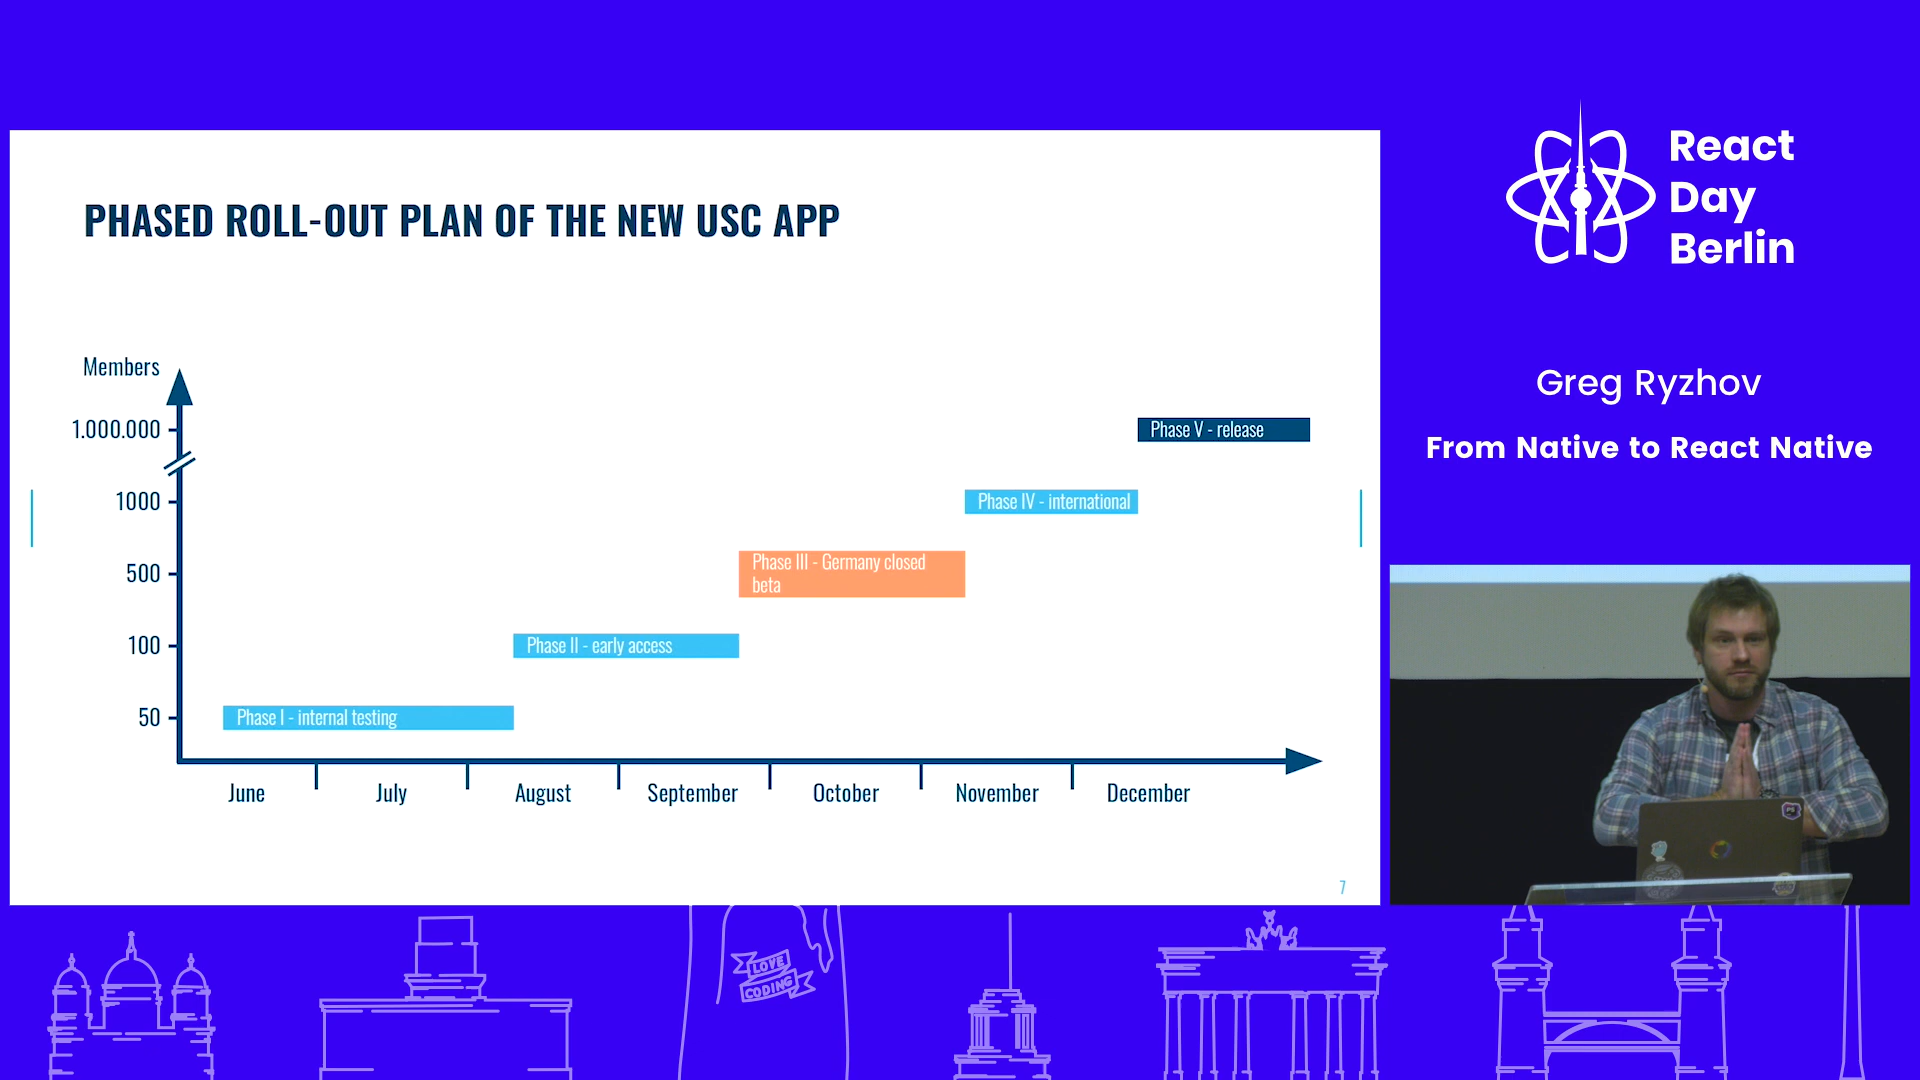 PHASED ROLL-OUT PLAN OF THE NEW USC APP
Members
1.000.000
1000
500
100
50
Phase V - release
Phase IV - international
Phase III - Germany closed
beta
Phase II - early access
Phase I - internal testing
June
July
August
September
October
November
December
7
React
Day
Berlin
Greg Ryzhov
From Native to React Native
LOVE
CODING